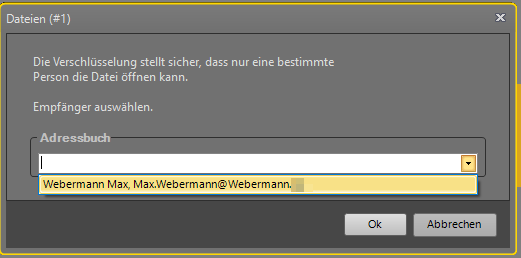 Dateien (#1)
Die Verschlüsselung stellt sicher, dass nur eine bestimmte
Person die Datei öffnen kann.
Empfänger auswählen.
Adressbuch
Webermann Max, Max.Webermann@Webermann.
Ok
Abbrechen